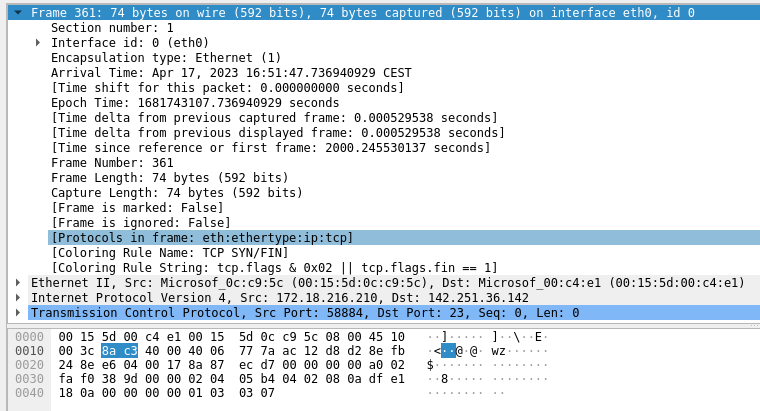 Frame 361: 74 bytes on wire (592 bits), 74 bytes captured (592 bits) on interface eth0, id 0
Section number: 1
Interface id: 0 (eth0)
Encapsulation type: Ethernet (1)
Arrival Time: Apr 17, 2023 16:51:47.736940929 CEST
[Time shift for this packet: 0.000000000 seconds]
Epoch Time: 1681743107.736940929 seconds
[Time delta from previous captured frame: 0.000529538 seconds]
[Time delta from previous displayed frame: 0.000529538 seconds]
[Time since reference or first frame: 2000.245530137 seconds]
Frame Number: 361
Frame Length: 74 bytes (592 bits)
Capture Length: 74 bytes (592 bits)
[Frame is marked: False]
[Frame is ignored: False]
[Protocols in frame: eth:ethertype:ip:tcp]
[Coloring Rule Name: TCP SYN/FIN]
[Coloring Rule String: tcp.flags & 0x02 || tcp.flags.fin == 1]
Ethernet II, Src: Microsof_0c:c9:5c (00:15:5d:0c:c9:5c), Dst: Microsof_00:c4:e1 (00:15:5d:00:c4:e1)
Internet Protocol Version 4, Src: 172.18.216.210, Dst: 142.251.36.142
Transmission Control Protocol, Src Port: 58884, Dst Port: 23, Seq: 0, Len: 0
0000 00 15 5d 00 c4 e1 00 15 5d 0c c9 5c 08 00 45 10 ··]····· ]··\··E·
0010 00 3c 8a c3 40 00 40 06 77 7a ac 12 d8 d2 8e fb ·<··@·@· wz······
0020 24 8e e6 04 00 17 8a 87 ec d7 00 00 00 00 a0 02 $······· ········
0030 fa f0 38 9d 00 00 02 04 05 b4 04 02 08 0a df e1 ··8····· ········
0040 18 0a 00 00 00 00 01 03 03 07 ········ ··